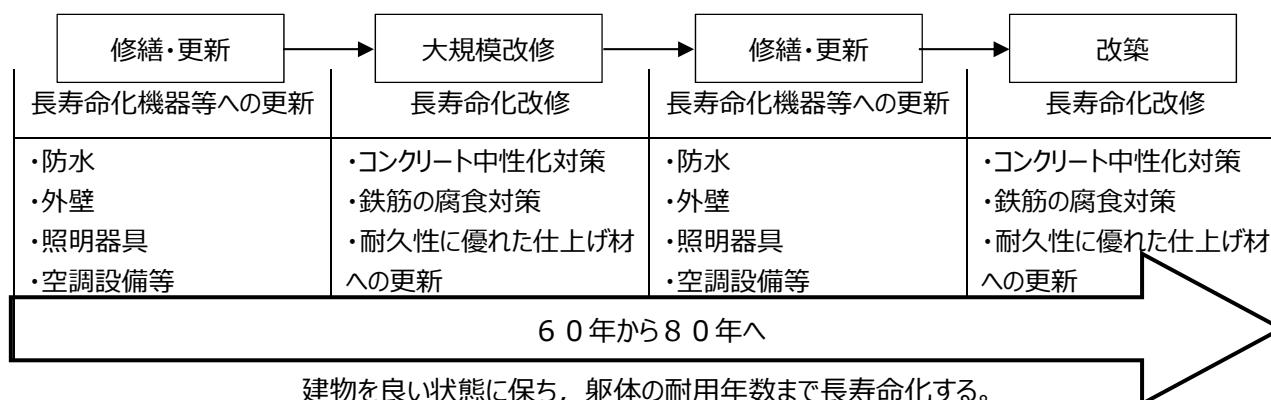 修繕・更新
大規模改修
修繕・更新
改築
長寿命化機器等への更新
長寿命化改修
長寿命化機器等への更新
長寿命化改修
・防水
・外壁
・照明器具
・空調設備等
・コンクリート中性化対策
・鉄筋の腐食対策
・耐久性に優れた仕上げ材
への更新
・防水
・外壁
・照明器具
・空調設備等
・コンクリート中性化対策
・鉄筋の腐食対策
・耐久性に優れた仕上げ材
への更新
６０年から８０年へ
建物を良い状態に保ち，躯体の耐用年数まで長寿命化する。